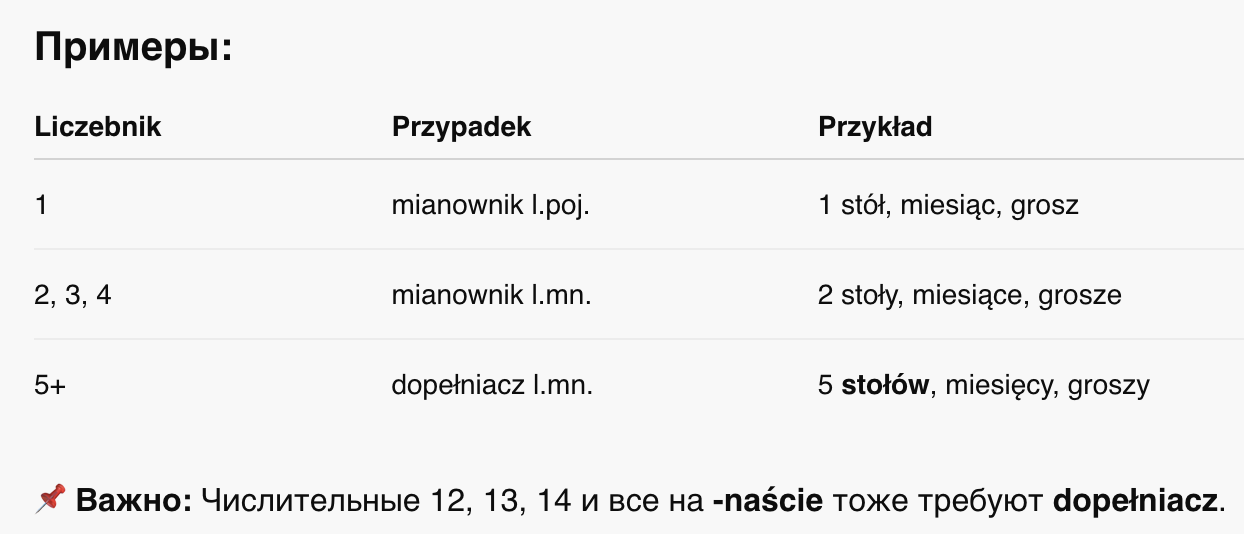 Примеры:
Liczebnik Przypadek Przykład
1 mianownik l.poj. 1 stół, miesiąc, grosz
2, 3, 4 mianownik l.mn. 2 stoły, miesiące, grosze
5+ dopełniacz l.mn. 5 stołów, miesięcy, groszy
📌 Важно: Числительные 12, 13, 14 и все на -naście тоже требуют dopełniacz.